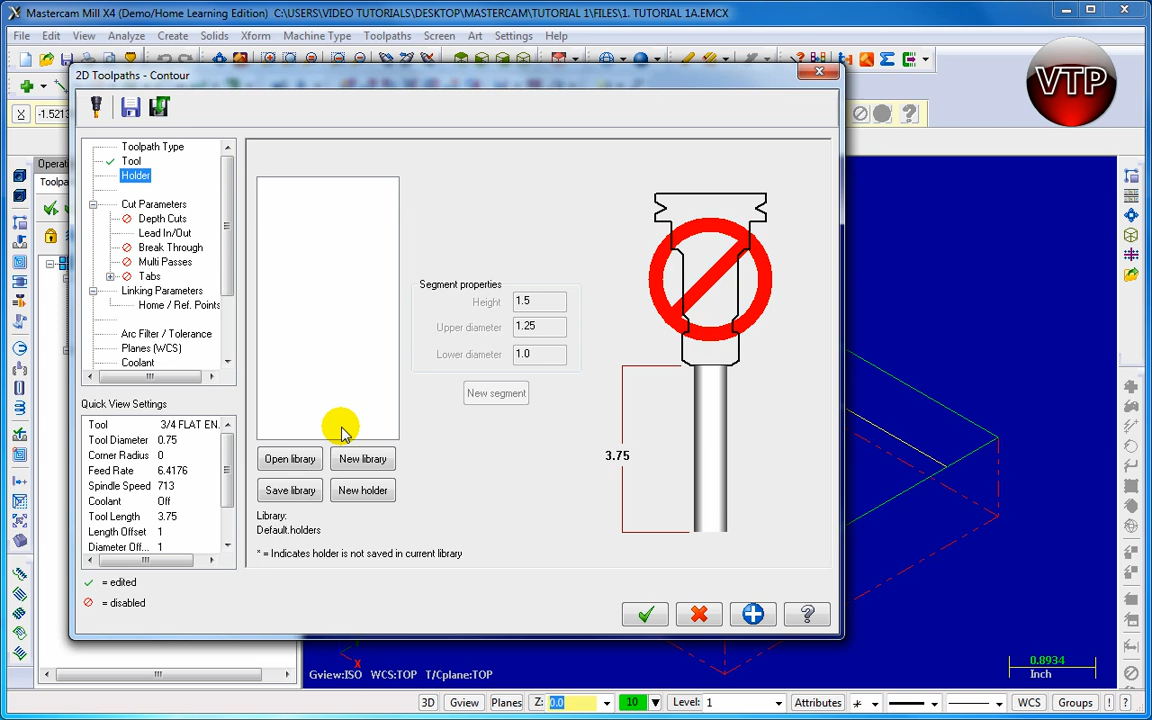 Mastercam Mill X4 (Demo/Home Learning Edition) C:\USERS\VIDEO TUTORIALS\DESKTOP\MASTERCAM\TUTORIAL 1\FILES\1. TUTORIAL 1A.EMCX
File Edit View Analyze Create Solids Xform Machine Type Toolpaths Screen Art Settings Help
2D Toolpaths - Contour
VTP
X -1.5213
Operat
Toolpa
Toolpath Type
Tool
Holder
Cut Parameters
Depth Cuts
Lead In/Out
Break Through
Multi Passes
Tabs
Linking Parameters
Home / Ref. Points
Arc Filter / Tolerance
Planes (WCS)
Coolant
Quick View Settings
Tool 3/4 FLAT EN.
Tool Diameter 0.75
Corner Radius 0
Feed Rate 6.4176
Spindle Speed 713
Coolant Off
Tool Length 3.75
Length Offset 1
Diameter Off... 1
= edited
= disabled
Open library New library
Save library New holder
Library:
Default.holders
* = Indicates holder is not saved in current library
Segment properties
Height 1.5
Upper diameter 1.25
Lower diameter 1.0
New segment
3.75
X
Gview:ISO WCS:TOP T/Cplane:TOP
0.8934
Inch
3D Gview Planes Z: 0.0 10 Level: 1 Attributes * WCS Groups ! ?